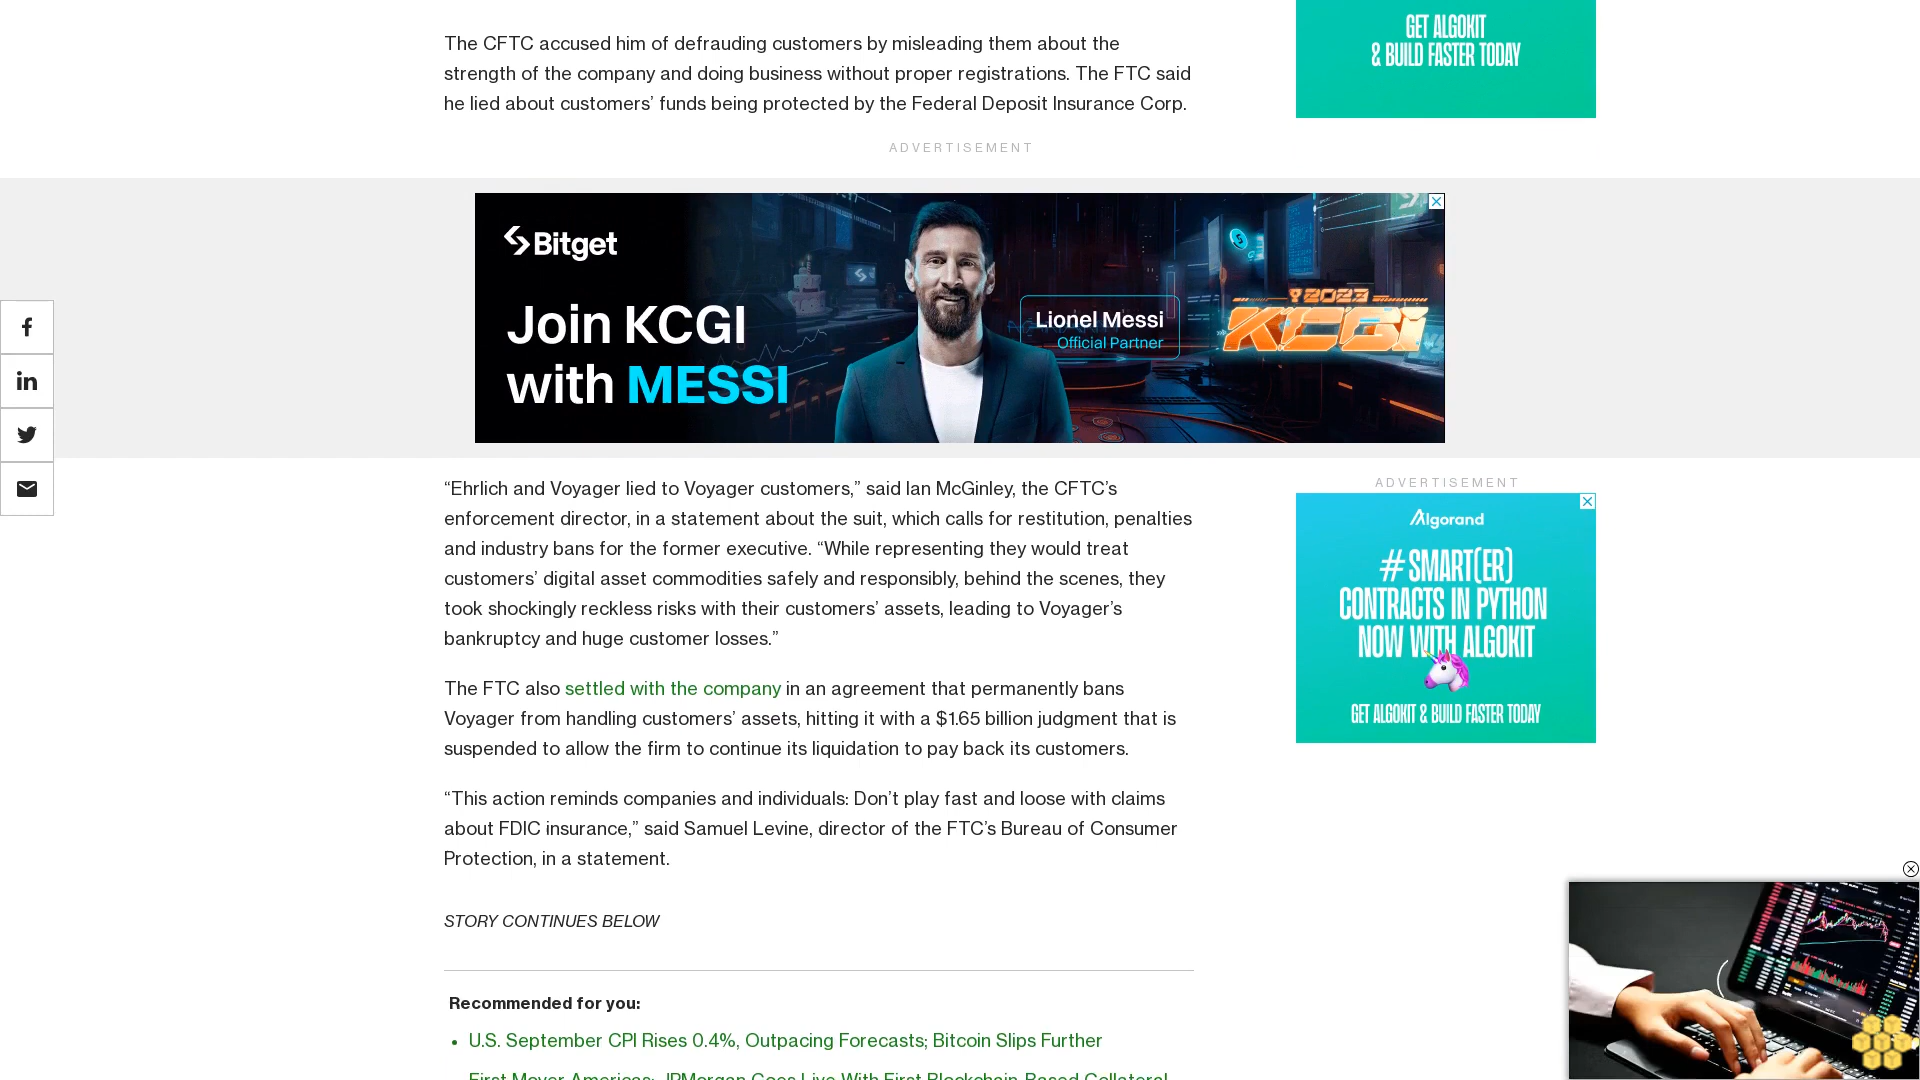 The CFTC accused him of defrauding customers by misleading them about the
strength of the company and doing business without proper registrations. The FTC said
he lied about customers’ funds being protected by the Federal Deposit Insurance Corp.
GET ALGOKIT
& BUILD FASTER TODAY
ADVERTISEMENT
Bitget
Join KCGI
with MESSI
Lionel Messi
Official Partner
2023
KCGI
“Ehrlich and Voyager lied to Voyager customers,” said Ian McGinley, the CFTC’s
enforcement director, in a statement about the suit, which calls for restitution, penalties
and industry bans for the former executive. “While representing they would treat
customers’ digital asset commodities safely and responsibly, behind the scenes, they
took shockingly reckless risks with their customers’ assets, leading to Voyager’s
bankruptcy and huge customer losses.”
The FTC also settled with the company in an agreement that permanently bans
Voyager from handling customers’ assets, hitting it with a $1.65 billion judgment that is
suspended to allow the firm to continue its liquidation to pay back its customers.
“This action reminds companies and individuals: Don’t play fast and loose with claims
about FDIC insurance,” said Samuel Levine, director of the FTC’s Bureau of Consumer
Protection, in a statement.
STORY CONTINUES BELOW
Recommended for you:
U.S. September CPI Rises 0.4%, Outpacing Forecasts; Bitcoin Slips Further
First Mover Americas: JPMorgan Goes Live With First Blockchain-Based Collateral
ADVERTISEMENT
Algorand
# SMART(ER)
CONTRACTS IN PYTHON
NOW WITH ALGOKIT
GET ALGOKIT & BUILD FASTER TODAY